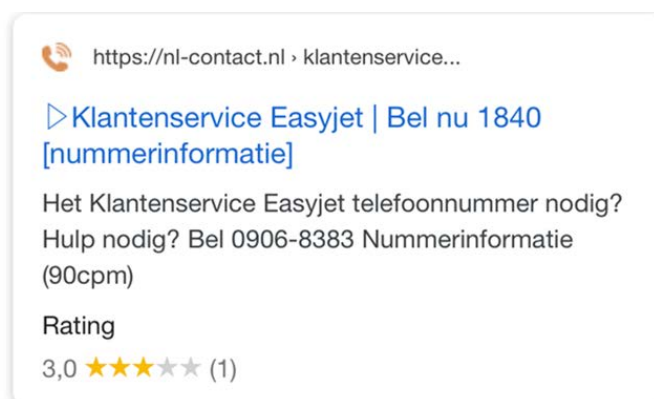 https://nl-contact.nl › klantenservice...
▷Klantenservice Easyjet | Bel nu 1840
[nummerinformatie]
Het Klantenservice Easyjet telefoonnummer nodig?
Hulp nodig? Bel 0906-8383 Nummerinformatie
(90cpm)
Rating
3,0 ★★★★★ (1)